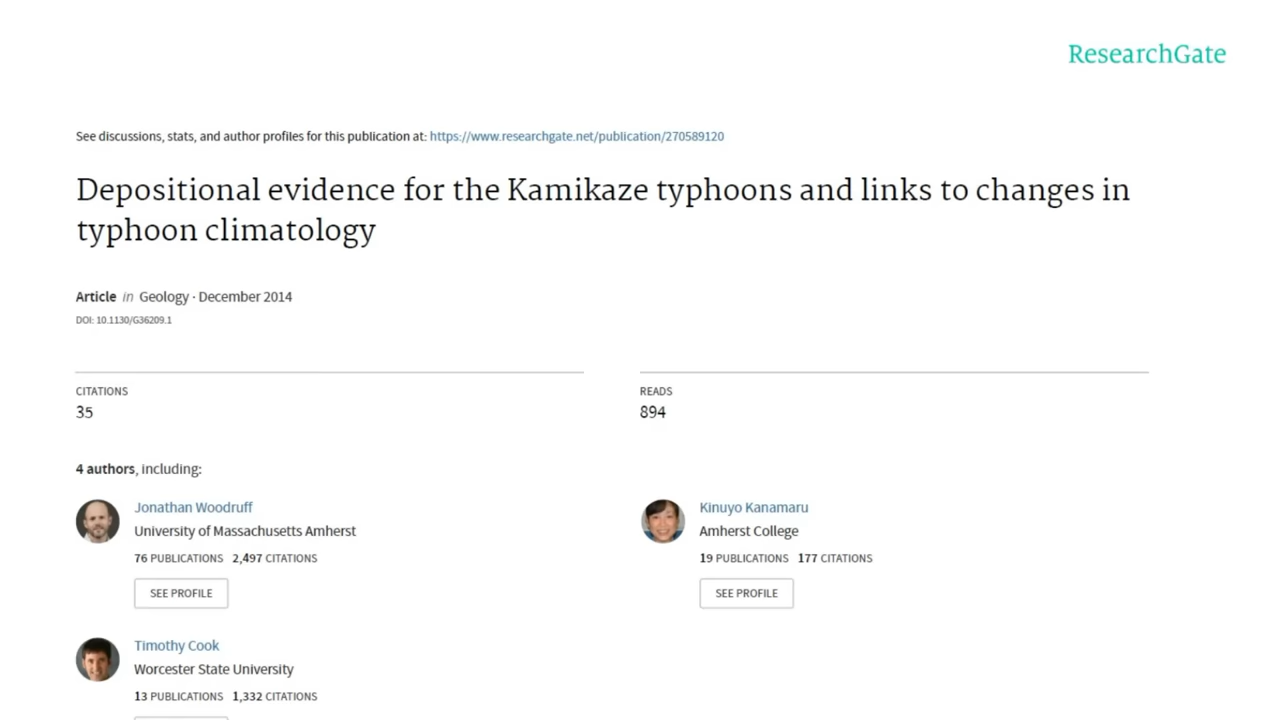 ResearchGate
See discussions, stats, and author profiles for this publication at: https://www.researchgate.net/publication/270589120
Depositional evidence for the Kamikaze typhoons and links to changes in
typhoon climatology
Article in Geology · December 2014
DOI: 10.1130/G36209.1
CITATIONS
35
READS
894
4 authors, including:
Jonathan Woodruff
University of Massachusetts Amherst
76 PUBLICATIONS 2,497 CITATIONS
SEE PROFILE
Kinuyo Kanamaru
Amherst College
19 PUBLICATIONS 177 CITATIONS
SEE PROFILE
Timothy Cook
Worcester State University
13 PUBLICATIONS 1,332 CITATIONS